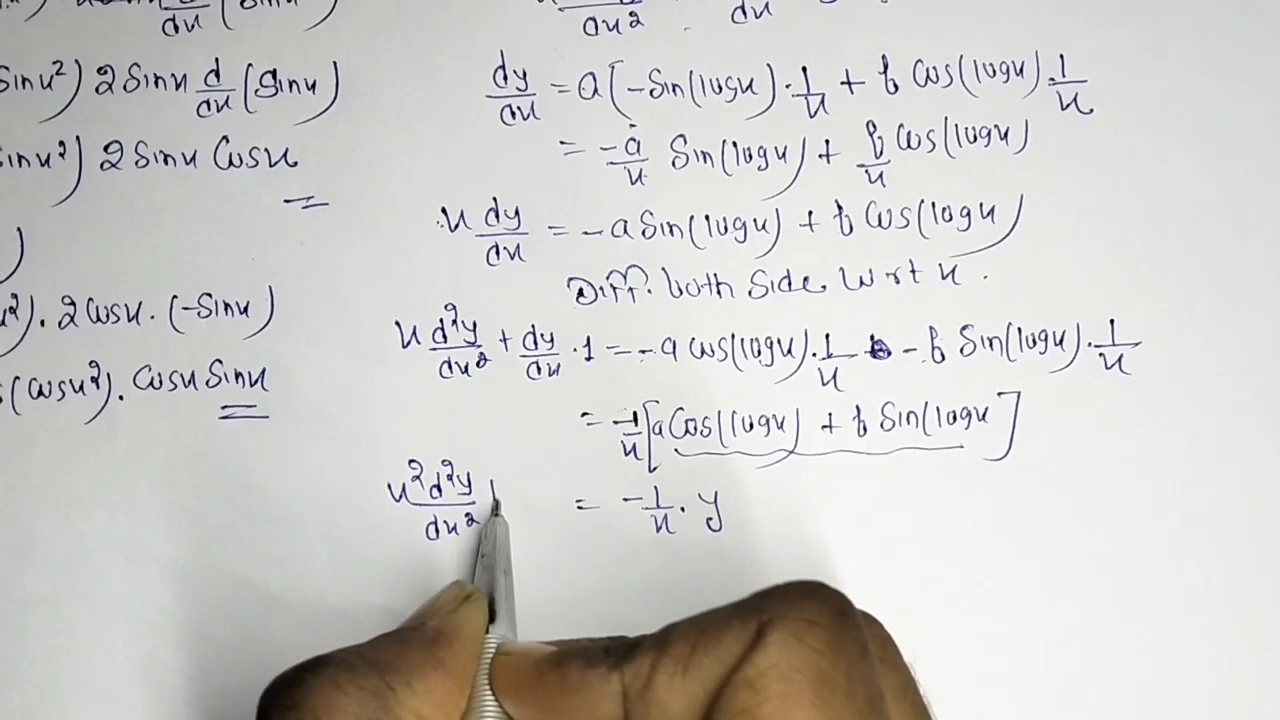 Sinx²) 2 Sinx d/dx (Sinx)
Sinx²) 2 Sinx Cosx
x²). 2 Cosx. (-Sinx)
(Cosx²). Cosx Sinx
dy/dx = a(-Sin(logx). 1/x + b Cos(logx) . 1/x
= -a/x Sin(logx) + b/x Cos(logx)
x dy/dx = -a Sin(logx) + b Cos(logx)
Diff. both Side w r t x.
x d²y/dx² + dy/dx . 1 = -a cos(logx). 1/x - b Sin(logx). 1/x
= -1/x [a Cos(logx) + b Sin(logx]
x² d²y/dx² = -1/x . y